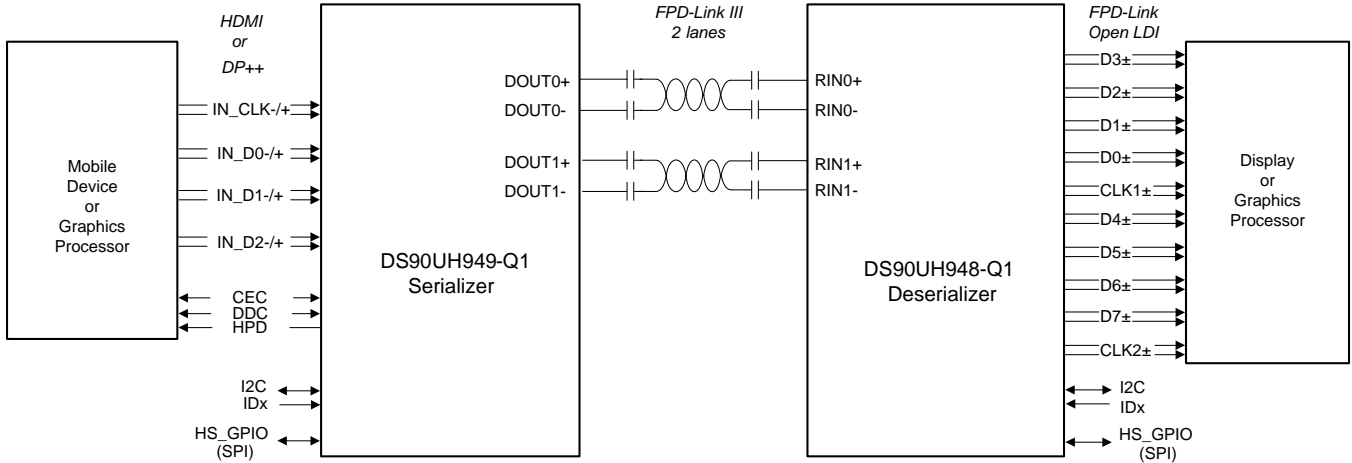 HDMI
or
DP++
FPD-Link III
2 lanes
FPD-Link
Open LDI
Mobile
Device
or
Graphics
Processor
IN_CLK-/+
IN_D0-/+
IN_D1-/+
IN_D2-/+
CEC
DDC
HPD
I2C
IDx
HS_GPIO
(SPI)
DS90UH949-Q1
Serializer
DOUT0+
DOUT0-
DOUT1+
DOUT1-
RIN0+
RIN0-
RIN1+
RIN1-
DS90UH948-Q1
Deserializer
D3±
D2±
D1±
D0±
CLK1±
D4±
D5±
D6±
D7±
CLK2±
I2C
IDx
HS_GPIO
(SPI)
Display
or
Graphics
Processor